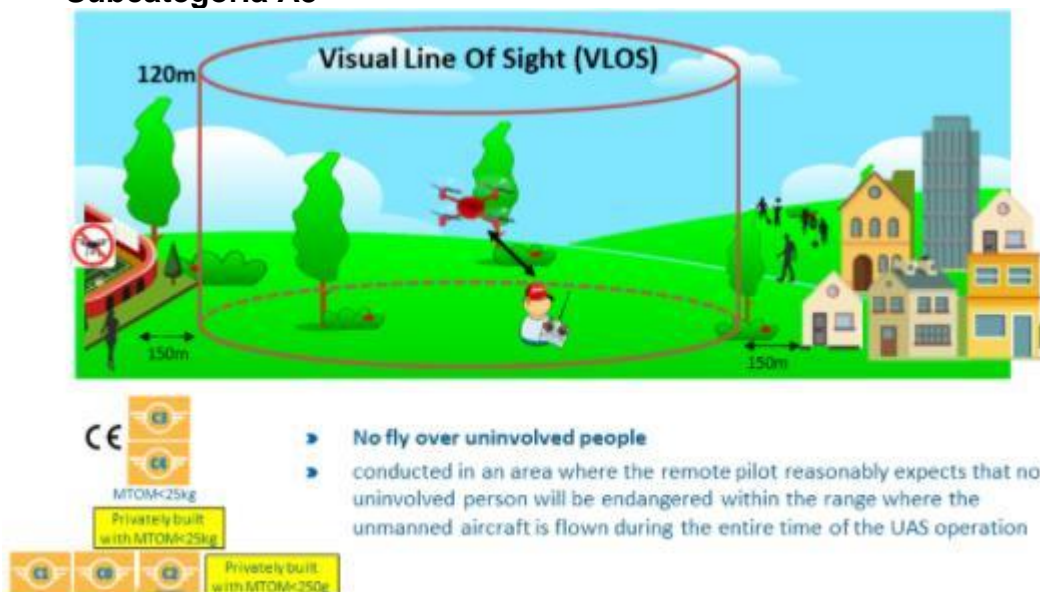 Visual Line Of Sight (VLOS)
120m
150m
150m
CE
C3
C4
MTOM<25kg
Privately built
with MTOM<25kg
C1 C0 C2
Privately built
with MTOM<250g
No fly over uninvolved people
conducted in an area where the remote pilot reasonably expects that no
uninvolved person will be endangered within the range where the
unmanned aircraft is flown during the entire time of the UAS operation